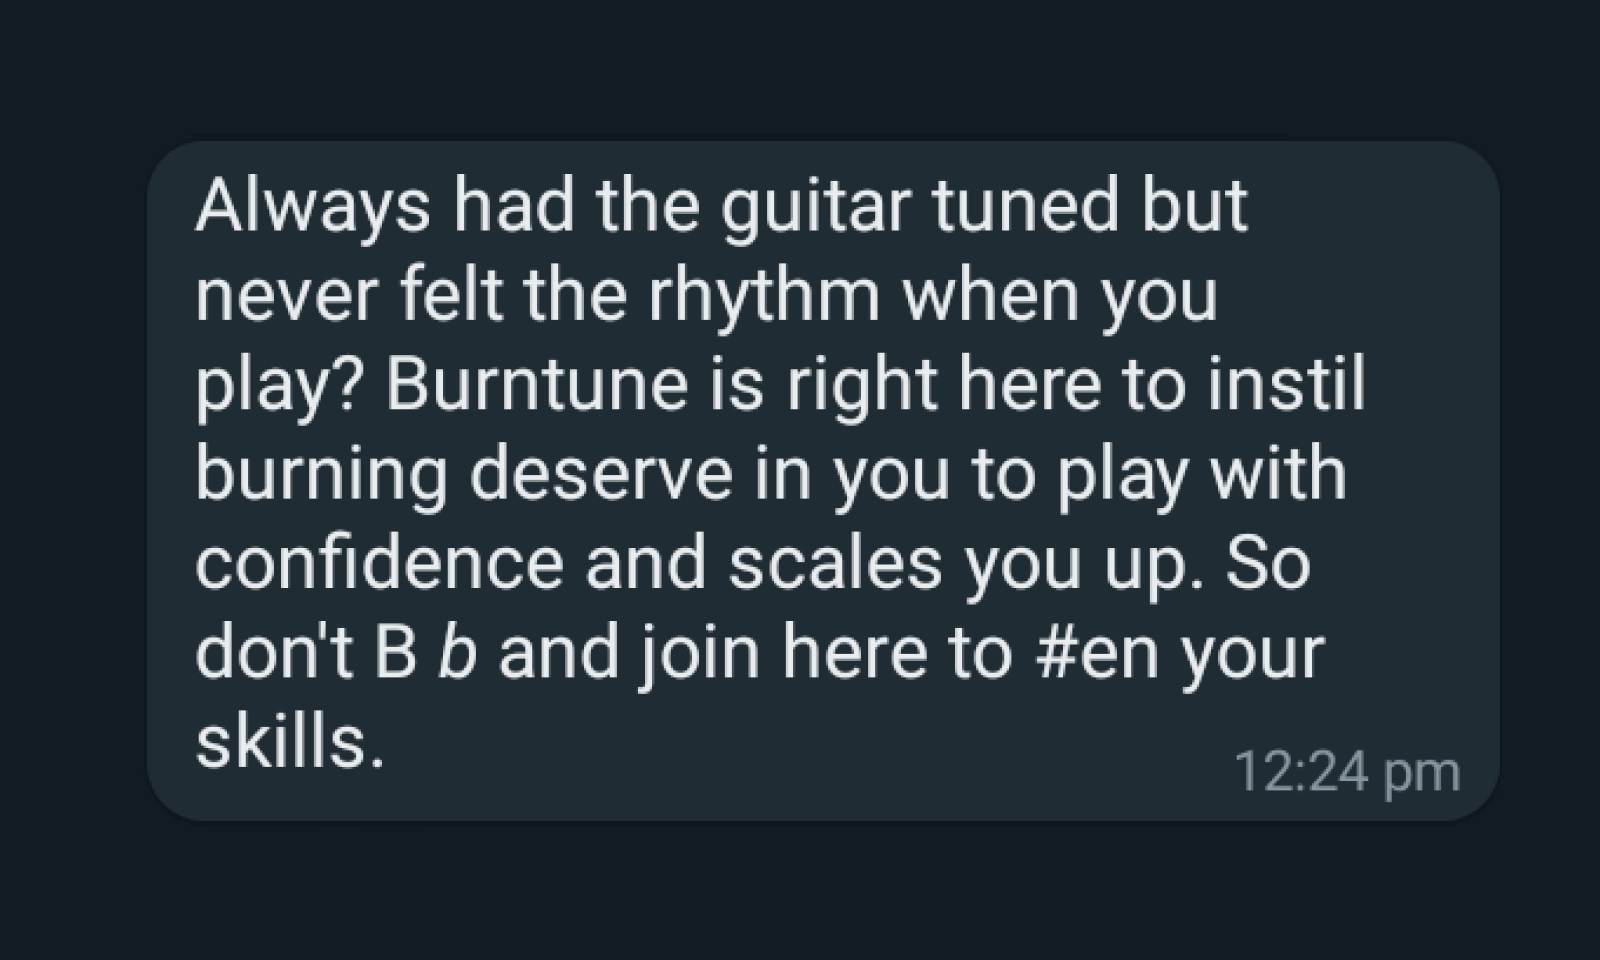 Always had the guitar tuned but
never felt the rhythm when you
play? Burntune is right here to instil
burning deserve in you to play with
confidence and scales you up. So
don't B b and join here to #en your
skills.
12:24 pm